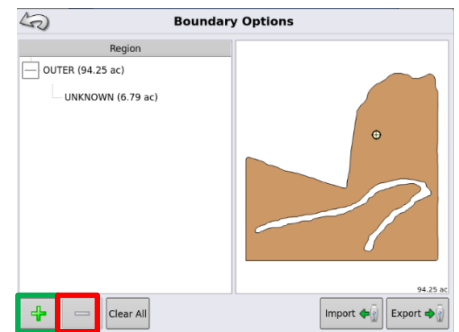 Boundary Options
Region
OUTER (94.25 ac)
UNKNOWN (6.79 ac)
94.25 ac
Clear All
Import
Export